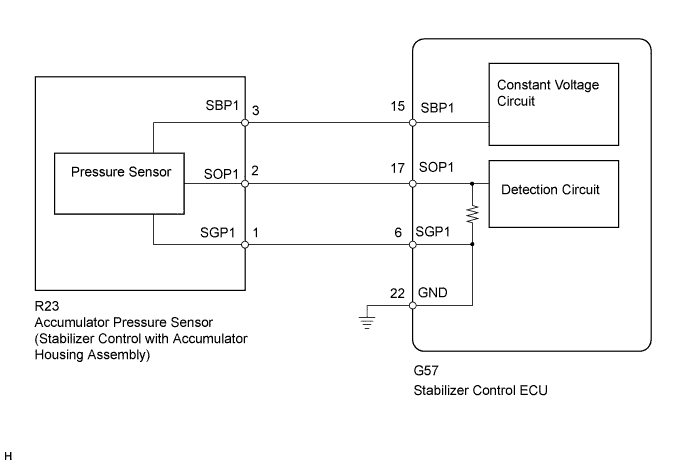 SBP1 3 15 SBP1
Constant Voltage
Circuit
Pressure Sensor
SOP1 2 17 SOP1
Detection Circuit
SGP1 1 6 SGP1
22 GND
R23
Accumulator Pressure Sensor
(Stabilizer Control with Accumulator
Housing Assembly)
G57
Stabilizer Control ECU
H